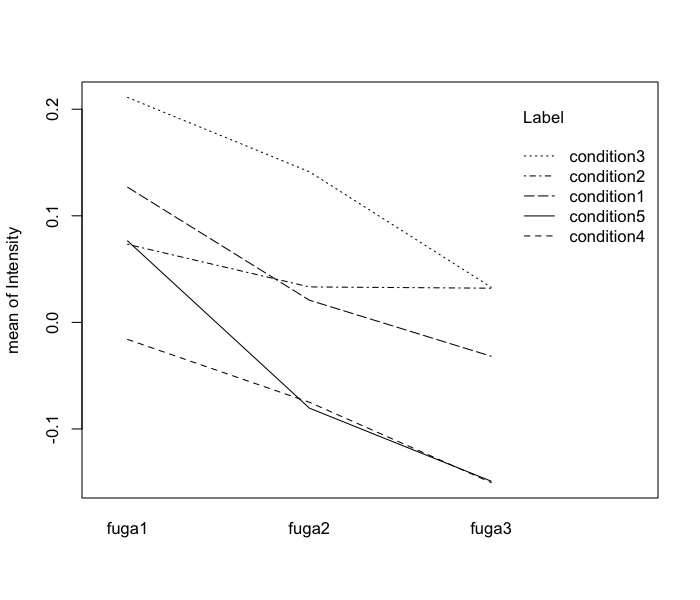 mean of Intensity
0.2
0.1
0.0
-0.1
Label
condition3
condition2
condition1
condition5
condition4
fuga1 fuga2 fuga3